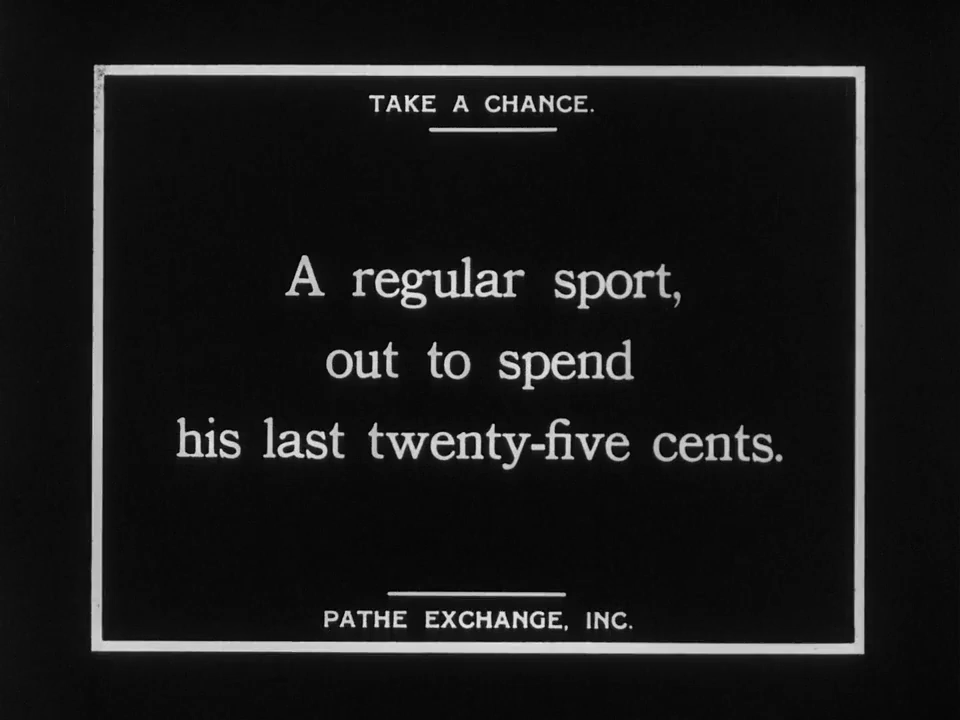 TAKE A CHANCE.
A regular sport,
out to spend
his last twenty-five cents.
PATHE EXCHANGE, INC.